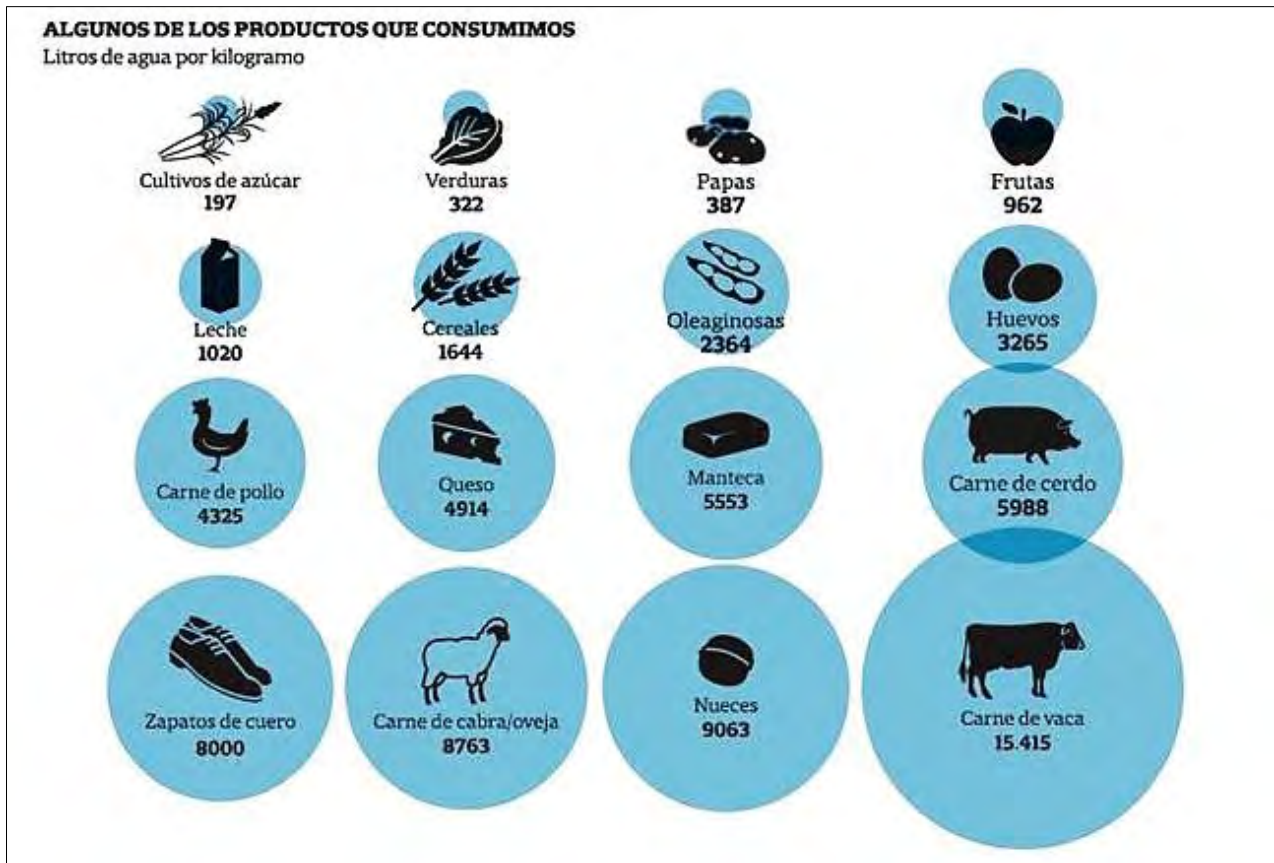 ALGUNOS DE LOS PRODUCTOS QUE CONSUMIMOS
Litros de agua por kilogramo
Cultivos de azúcar
197
Verduras
322
Papas
387
Frutas
962
Leche
1020
Cereales
1644
Oleaginosas
2364
Huevos
3265
Carne de pollo
4325
Queso
4914
Manteca
5553
Carne de cerdo
5988
Zapatos de cuero
8000
Carne de cabra/oveja
8763
Nueces
9063
Carne de vaca
15.415